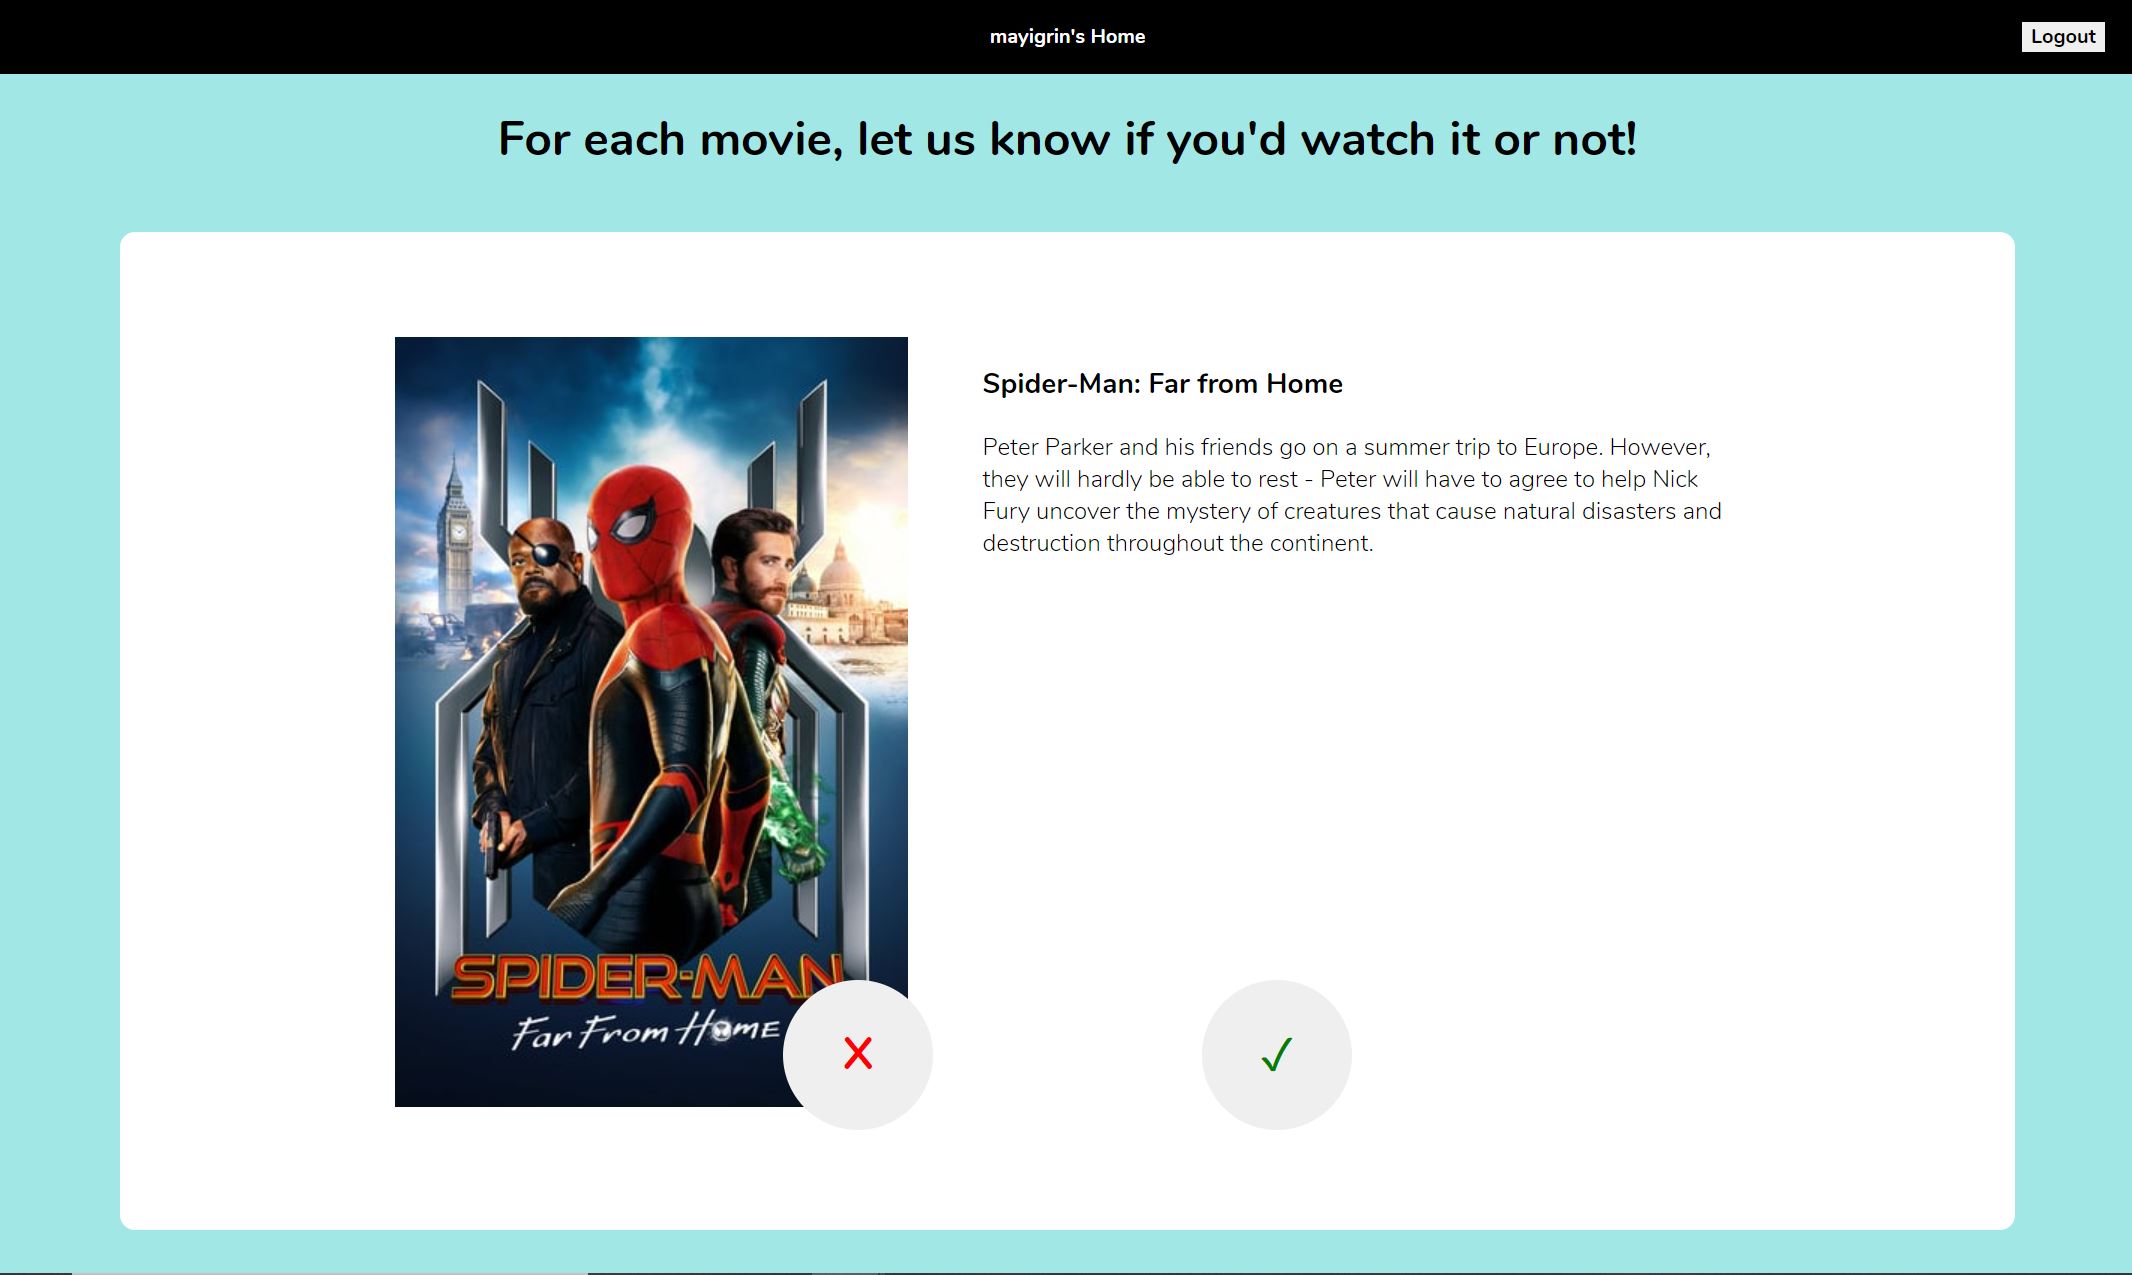 mayigrin's Home
Logout
For each movie, let us know if you'd watch it or not!
Spider-Man: Far from Home
Peter Parker and his friends go on a summer trip to Europe. However,
they will hardly be able to rest - Peter will have to agree to help Nick
Fury uncover the mystery of creatures that cause natural disasters and
destruction throughout the continent.
SPIDER-MAN
Far From Home